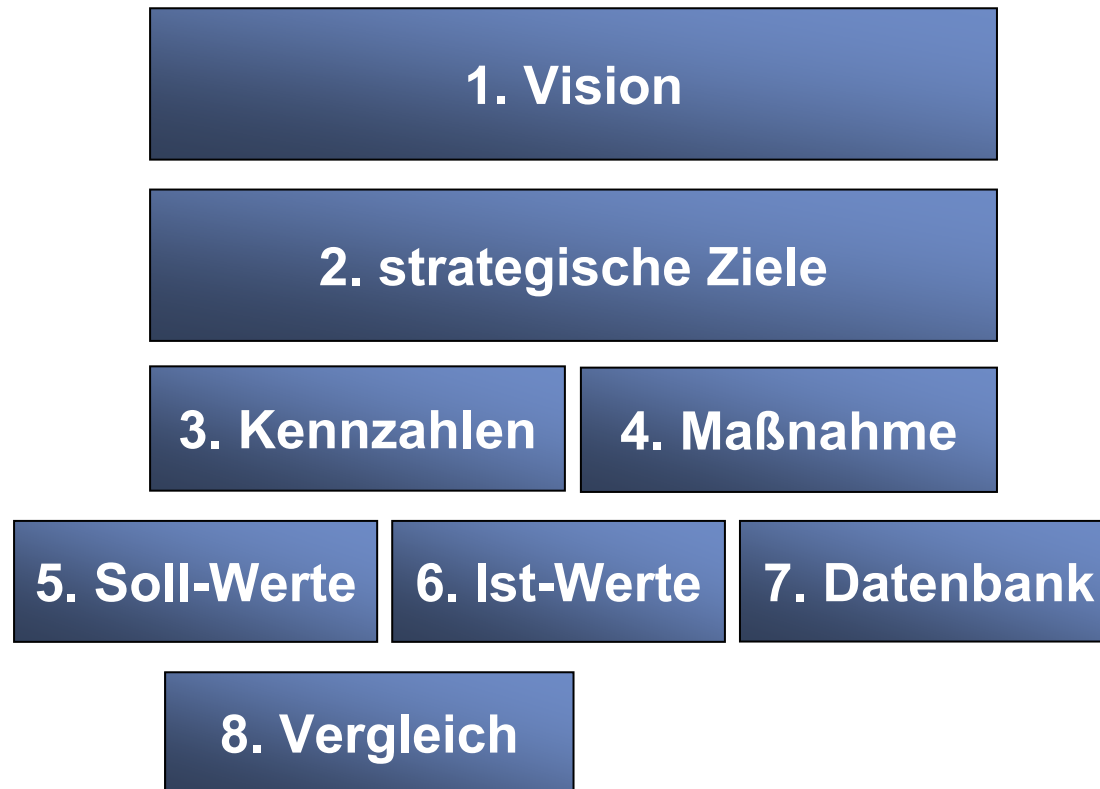 1. Vision
2. strategische Ziele
3. Kennzahlen
4. Maßnahme
5. Soll-Werte
6. Ist-Werte
7. Datenbank
8. Vergleich